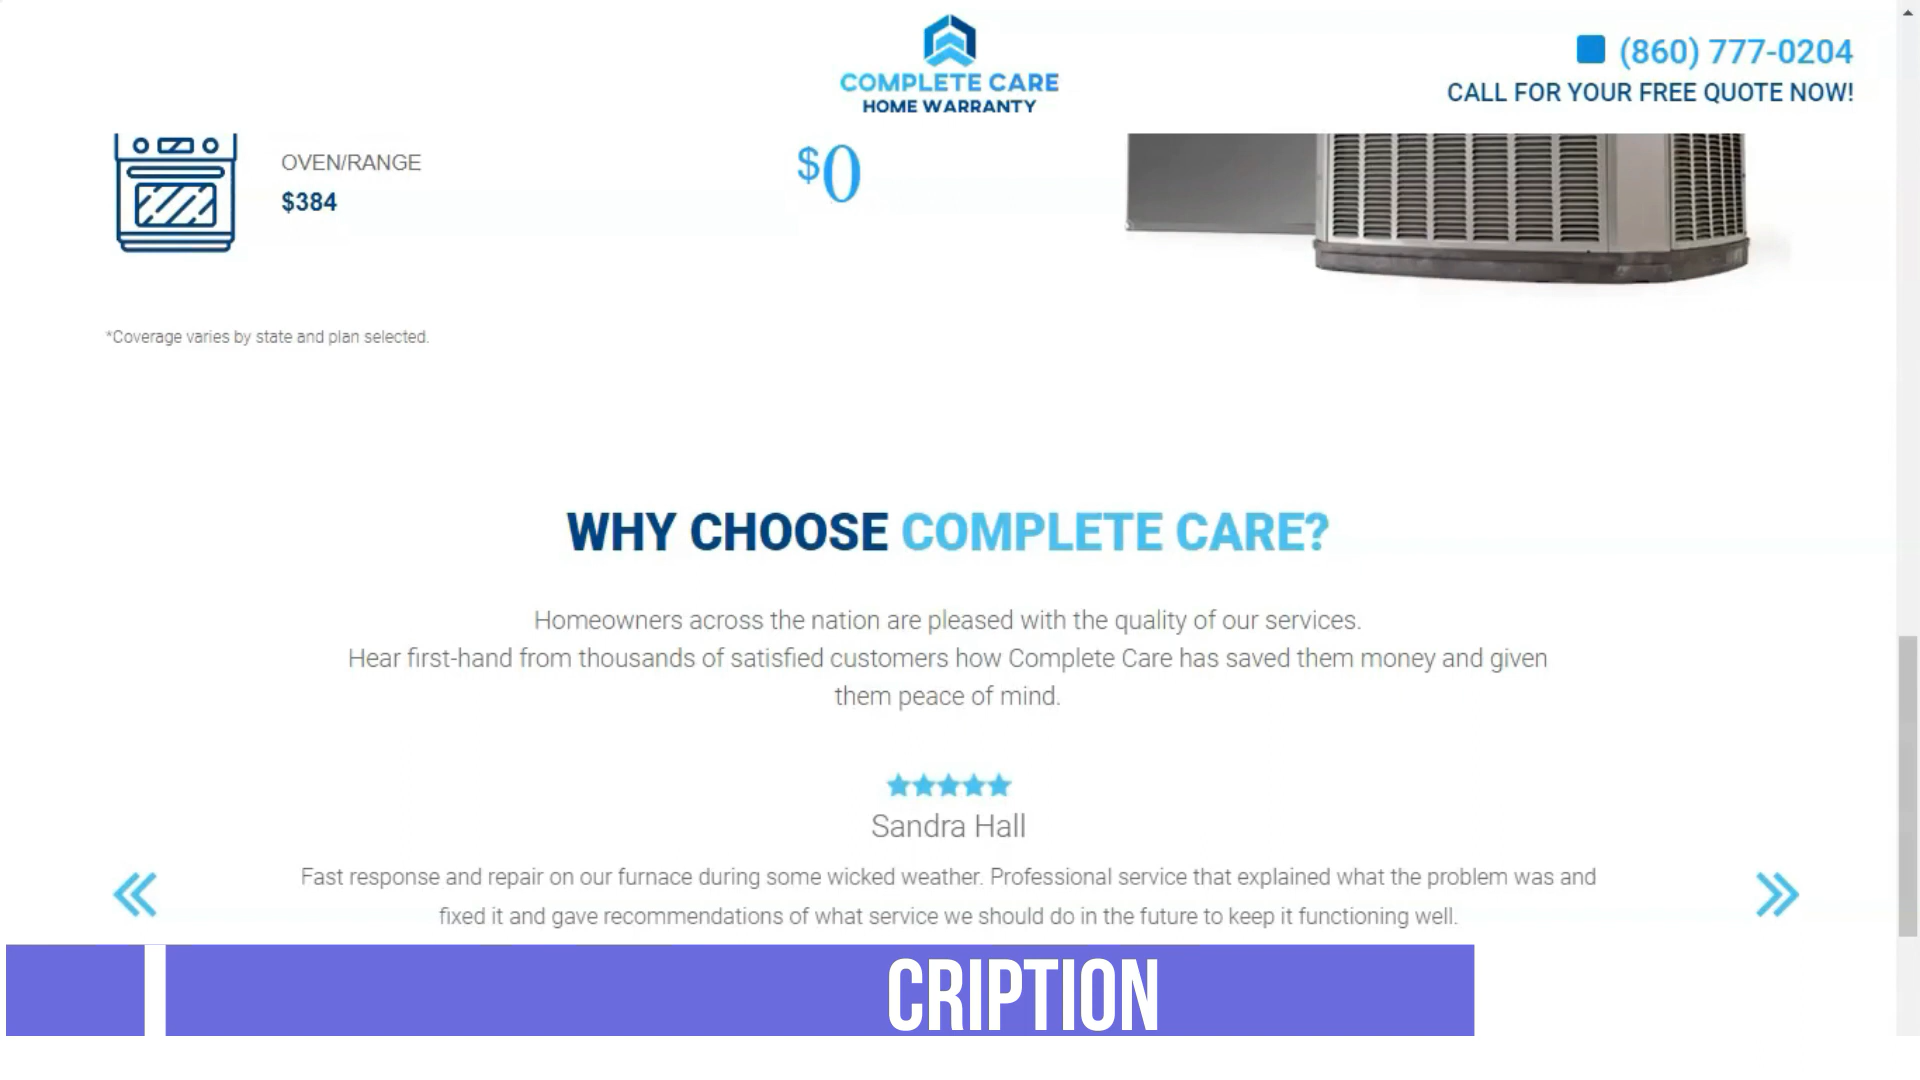 COMPLETE CARE
HOME WARRANTY
(860) 777-0204
CALL FOR YOUR FREE QUOTE NOW!
OVEN/RANGE
$384
$0
*Coverage varies by state and plan selected.
WHY CHOOSE COMPLETE CARE?
Homeowners across the nation are pleased with the quality of our services.
Hear first-hand from thousands of satisfied customers how Complete Care has saved them money and given
them peace of mind.
Sandra Hall
Fast response and repair on our furnace during some wicked weather. Professional service that explained what the problem was and
fixed it and gave recommendations of what service we should do in the future to keep it functioning well.
CRIPTION